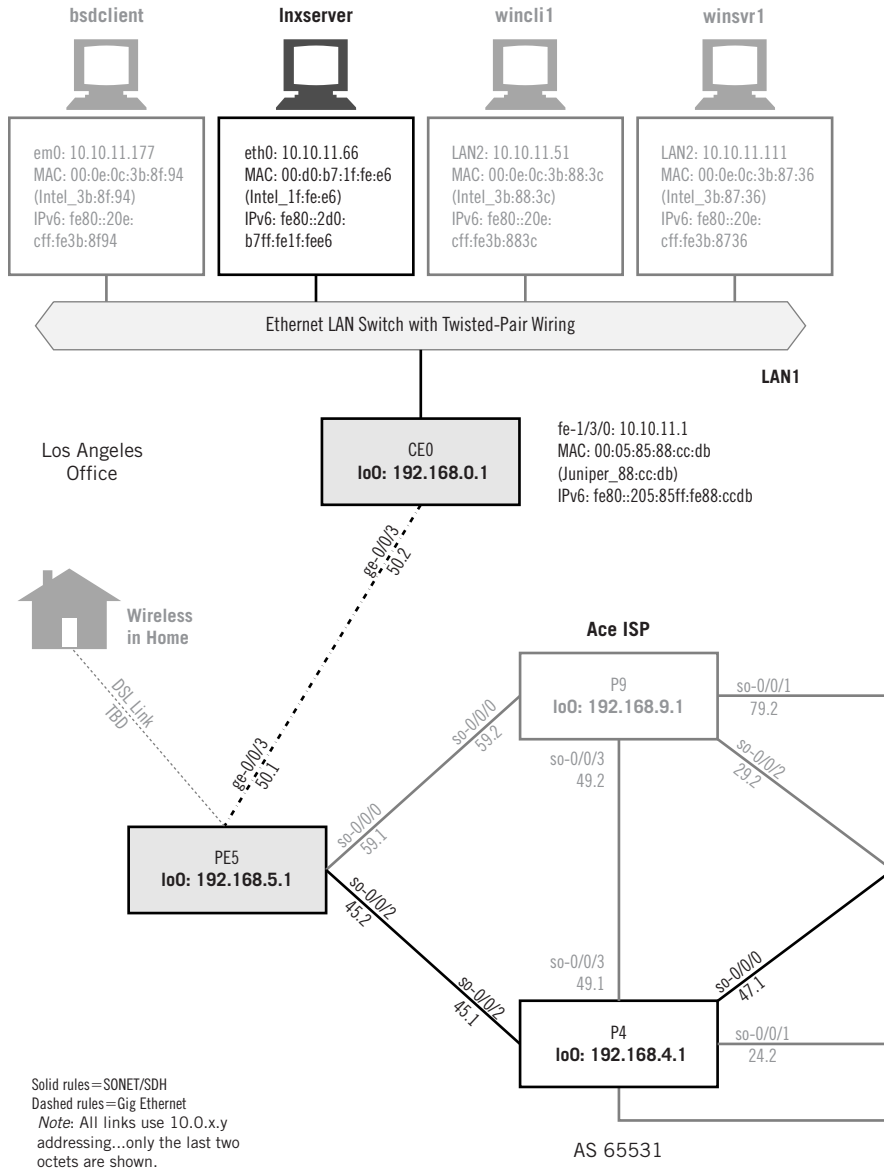 bsdclient
lnxserver
wincli1
winsvr1
em0: 10.10.11.177
MAC: 00:0e:0c:3b:8f:94
(Intel_3b:8f:94)
IPv6: fe80::20e:
cff:fe3b:8f94
eth0: 10.10.11.66
MAC: 00:d0:b7:1f:fe:e6
(Intel_1f:fe:e6)
IPv6: fe80::2d0:
b7ff:fe1f:fee6
LAN2: 10.10.11.51
MAC: 00:0e:0c:3b:88:3c
(Intel_3b:88:3c)
IPv6: fe80::20e:
cff:fe3b:883c
LAN2: 10.10.11.111
MAC: 00:0e:0c:3b:87:36
(Intel_3b:87:36)
IPv6: fe80::20e:
cff:fe3b:8736
Ethernet LAN Switch with Twisted-Pair Wiring
LAN1
Los Angeles
Office
CE0
lo0: 192.168.0.1
fe-1/3/0: 10.10.11.1
MAC: 00:05:85:88:cc:db
(Juniper_88:cc:db)
IPv6: fe80::205:85ff:fe88:ccdb
ge-0/0/3
50.2
Wireless
in Home
DSL Link
TBD
ge-0/0/3
50.1
Ace ISP
P9
lo0: 192.168.9.1
so-0/0/1
79.2
so-0/0/0
59.2
so-0/0/3
49.2
so-0/0/2
29.2
so-0/0/0
59.1
PE5
lo0: 192.168.5.1
so-0/0/2
45.2
so-0/0/2
45.1
so-0/0/3
49.1
so-0/0/0
47.1
P4
lo0: 192.168.4.1
so-0/0/1
24.2
Solid rules=SONET/SDH
Dashed rules=Gig Ethernet
Note: All links use 10.0.x.y
addressing...only the last two
octets are shown.
AS 65531